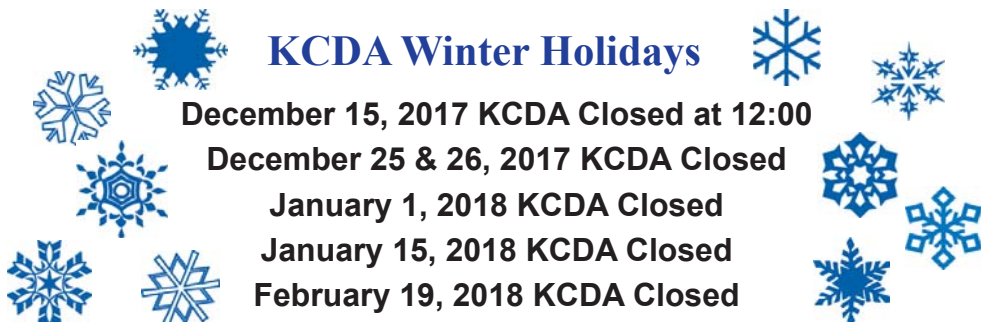 KCDA Winter Holidays
December 15, 2017 KCDA Closed at 12:00
December 25 & 26, 2017 KCDA Closed
January 1, 2018 KCDA Closed
January 15, 2018 KCDA Closed
February 19, 2018 KCDA Closed